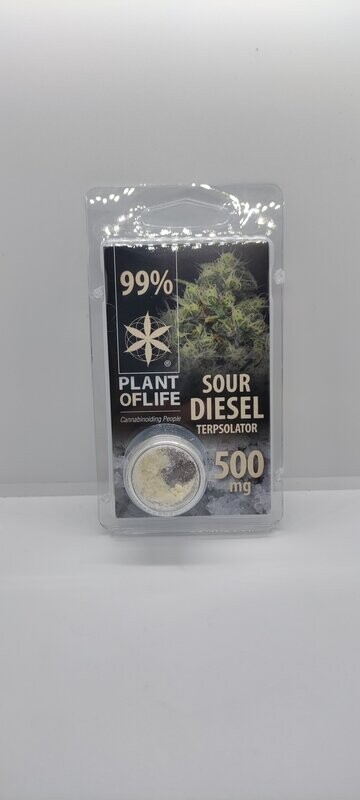 99%
®
PLANT
OF LIFE
Cannabinoiding People
SOUR
DIESEL
TERPSOLATOR
500
mg